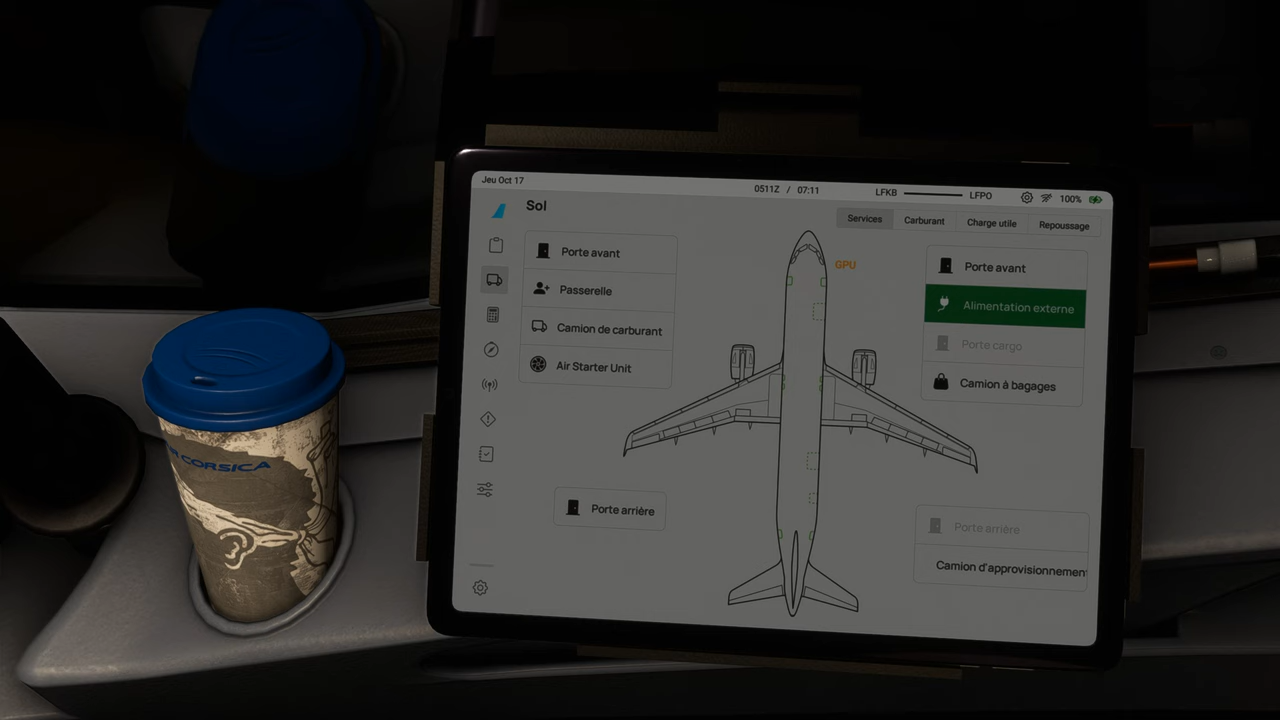 Jeu Oct 17
0511Z / 07:11
LFKB
LFPO
100%
Sol
Services
Carburant
Charge utile
Repoussage
Porte avant
Passerelle
Camion de carburant
Air Starter Unit
GPU
Porte avant
Alimentation externe
Porte cargo
Camion à bagages
Porte arrière
Porte arrière
Camion d'approvisionnemen
CORSICA